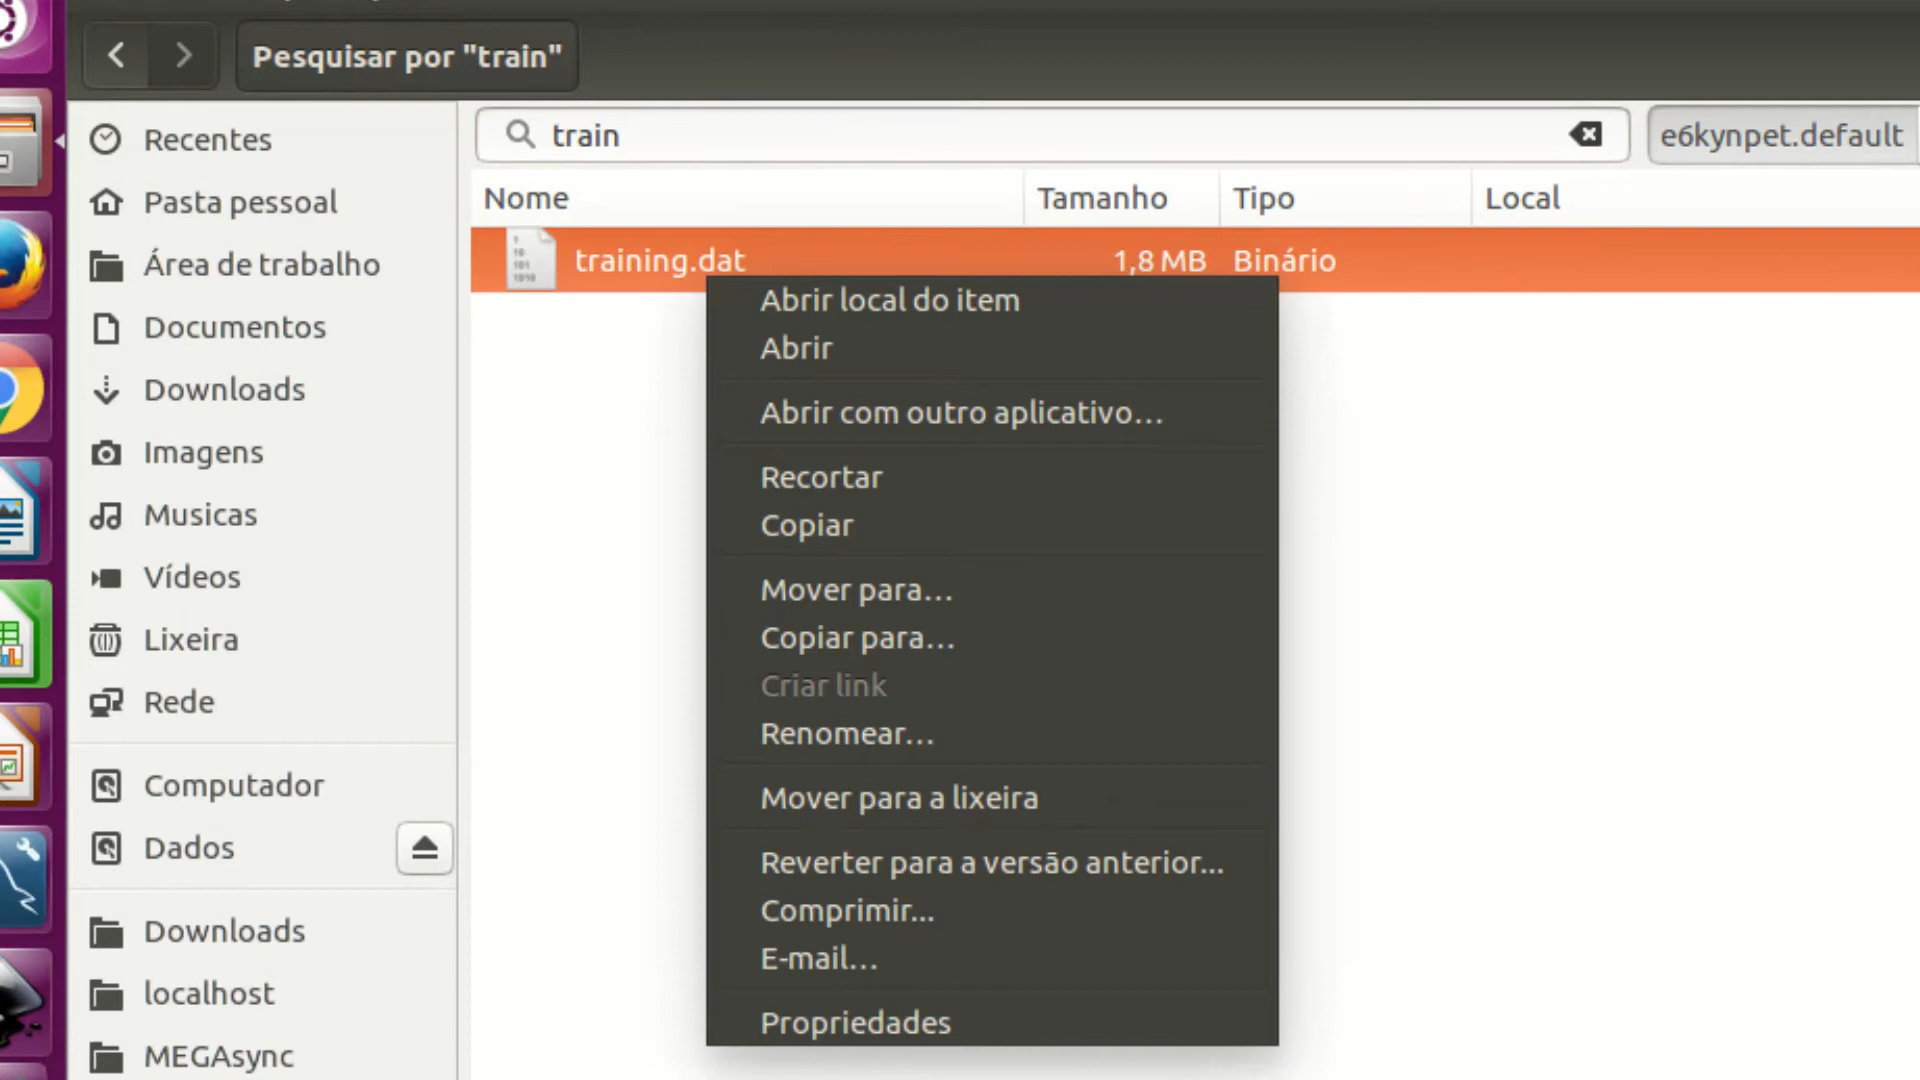 Pesquisar por "train"
train
e6kynpet.default
Recentes
Pasta pessoal
Área de trabalho
Documentos
Downloads
Imagens
Musicas
Vídeos
Lixeira
Rede
Computador
Dados
Downloads
localhost
MEGAsync
Nome Tamanho Tipo Local
training.dat 1,8 MB Binário
Abrir local do item
Abrir
Abrir com outro aplicativo...
Recortar
Copiar
Mover para...
Copiar para...
Criar link
Renomear...
Mover para a lixeira
Reverter para a versão anterior...
Comprimir...
E-mail...
Propriedades